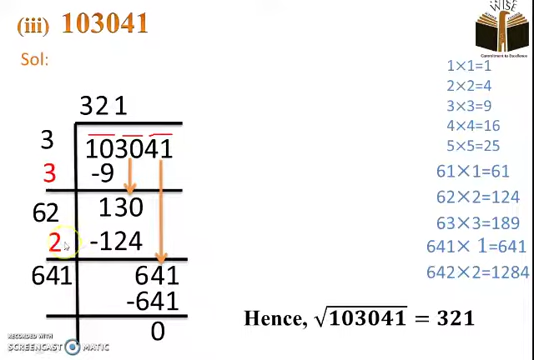 (iii) 103041
WISE
Commitment to Excellence
Sol:
1×1=1
2×2=4
3×3=9
4×4=16
5×5=25
61×1=61
62×2=124
63×3=189
641× 1=641
642×2=1284
321
3 103041
3 -9
62 130
2 -124
641 641
-641
0
Hence, √103041 = 321
RECORDED WITH
SCREENCAST MATIC